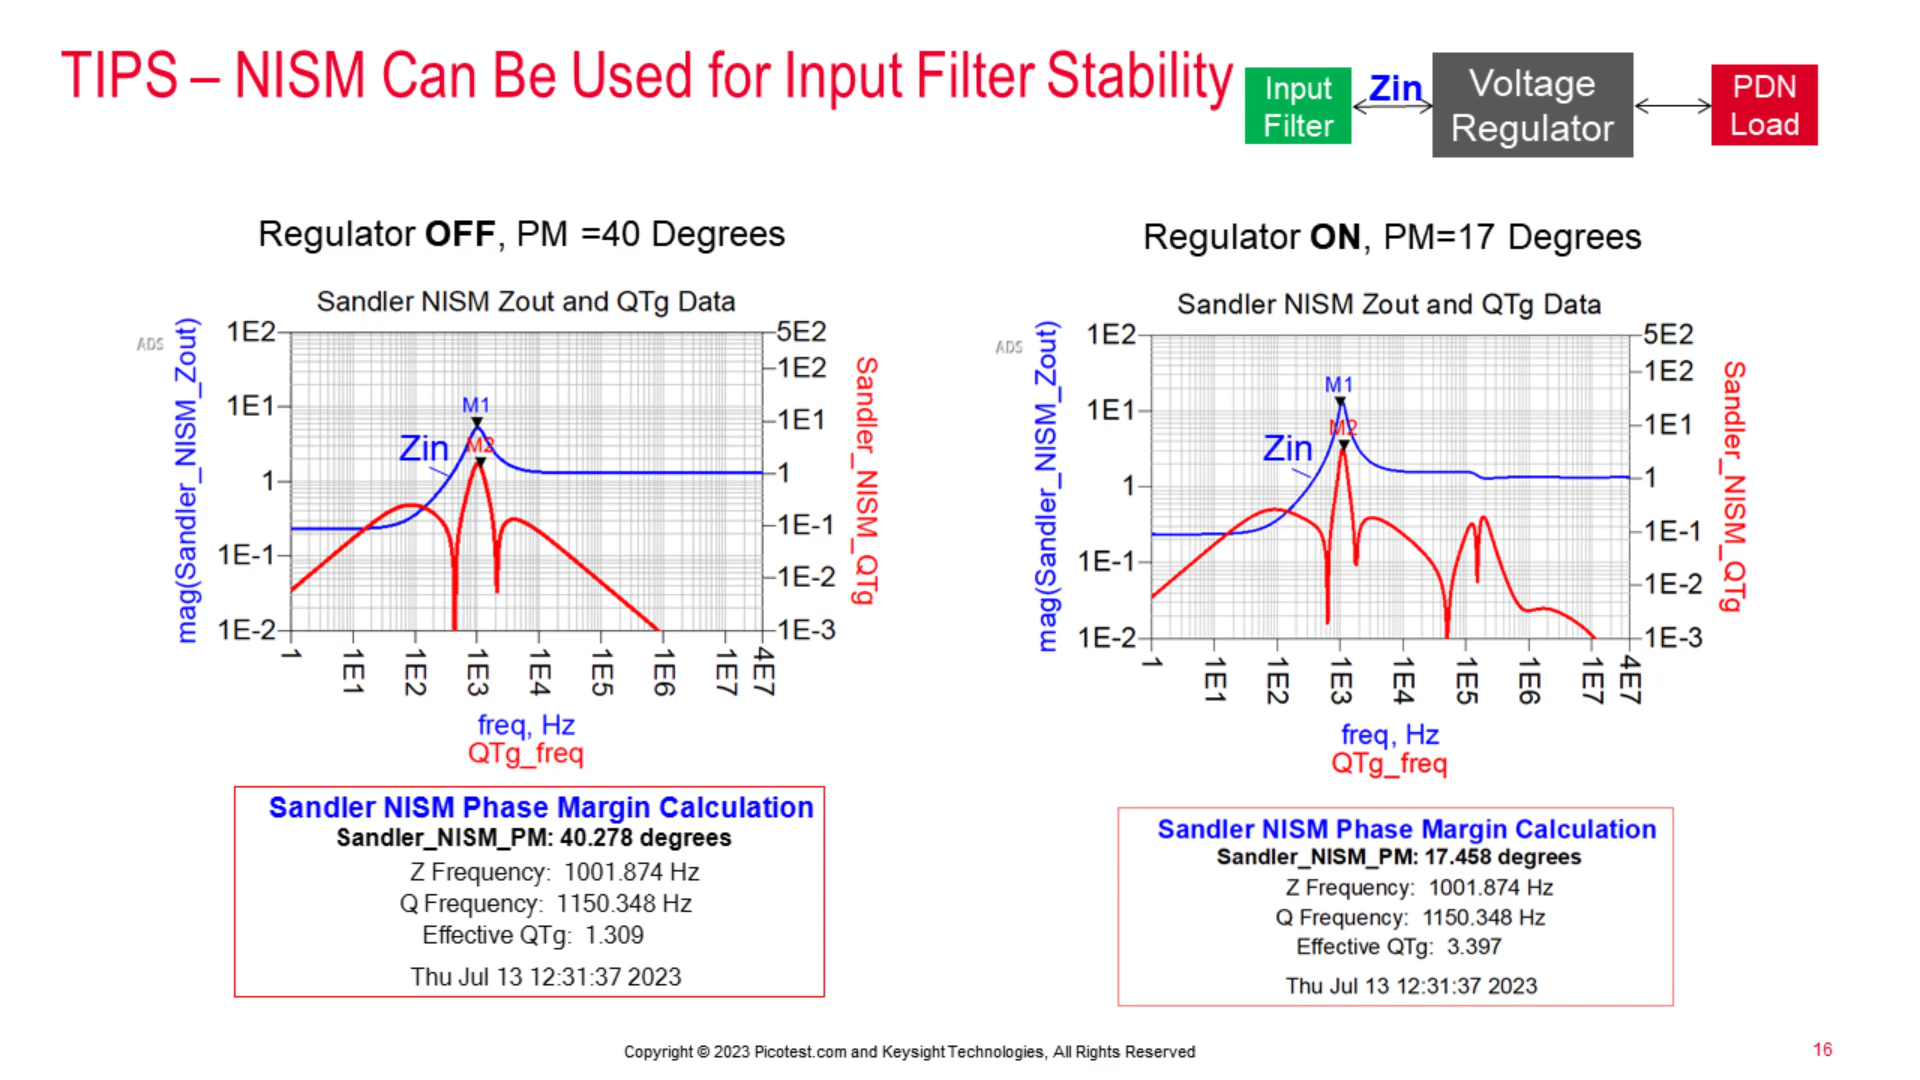 TIPS – NISM Can Be Used for Input Filter Stability
Input
Filter
Zin
Voltage
Regulator
PDN
Load
Regulator OFF, PM =40 Degrees
Sandler NISM Zout and QTg Data
ADS
mag(Sandler_NISM_Zout)
1E2
1E1
1
1E-1
1E-2
5E2
1E2
1E1
1
1E-1
1E-2
1E-3
Sandler_NISM_QTg
M1
M2
Zin
1
1E1
1E2
1E3
1E4
1E5
1E6
1E7
4E7
freq, Hz
QTg_freq
Sandler NISM Phase Margin Calculation
Sandler_NISM_PM: 40.278 degrees
Z Frequency: 1001.874 Hz
Q Frequency: 1150.348 Hz
Effective QTg: 1.309
Thu Jul 13 12:31:37 2023
Regulator ON, PM=17 Degrees
Sandler NISM Zout and QTg Data
ADS
mag(Sandler_NISM_Zout)
1E2
1E1
1
1E-1
1E-2
5E2
1E2
1E1
1
1E-1
1E-2
1E-3
Sandler_NISM_QTg
M1
M2
Zin
1
1E1
1E2
1E3
1E4
1E5
1E6
1E7
4E7
freq, Hz
QTg_freq
Sandler NISM Phase Margin Calculation
Sandler_NISM_PM: 17.458 degrees
Z Frequency: 1001.874 Hz
Q Frequency: 1150.348 Hz
Effective QTg: 3.397
Thu Jul 13 12:31:37 2023
Copyright © 2023 Picotest.com and Keysight Technologies, All Rights Reserved
16